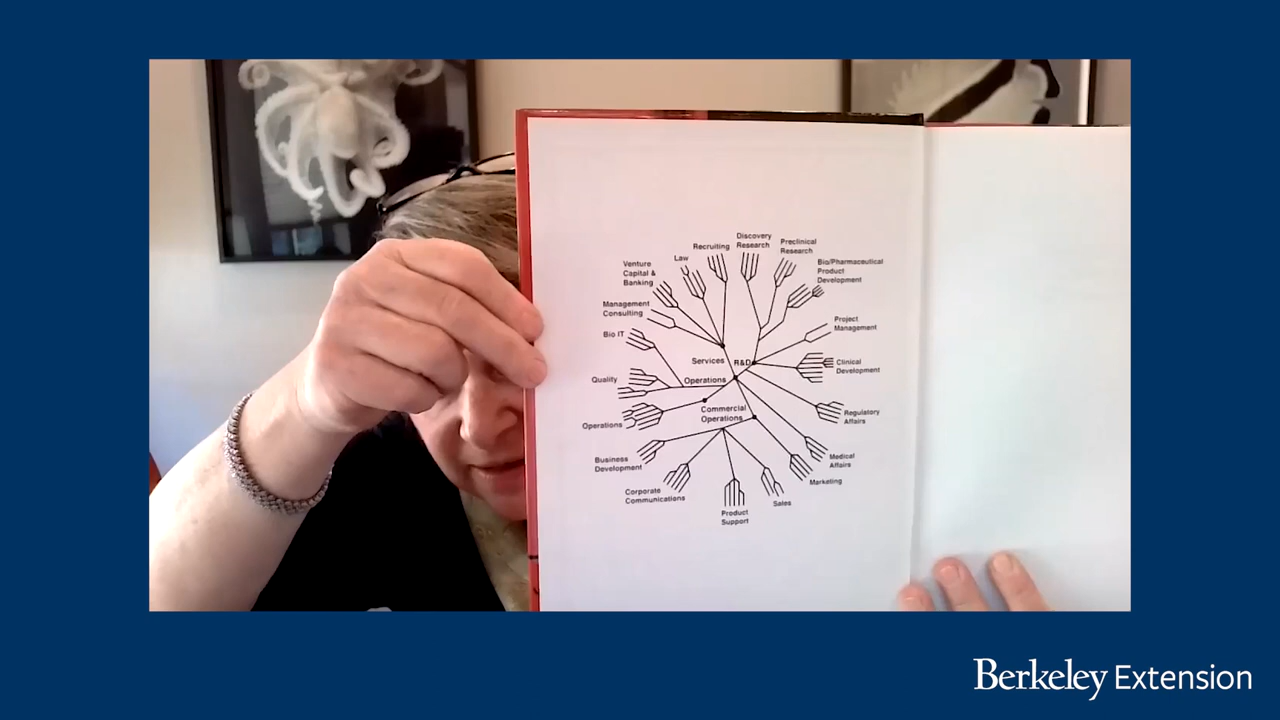 Discovery
Research
Preclinical
Research
Recruiting
Law
Bio/Pharmaceutical
Product
Development
Venture
Capital &
Banking
Management
Consulting
Project
Management
Bio IT
Services
R&D
Clinical
Development
Quality
Operations
Commercial
Operations
Regulatory
Affairs
Operations
Business
Development
Medical
Affairs
Marketing
Corporate
Communications
Sales
Product
Support
Berkeley Extension